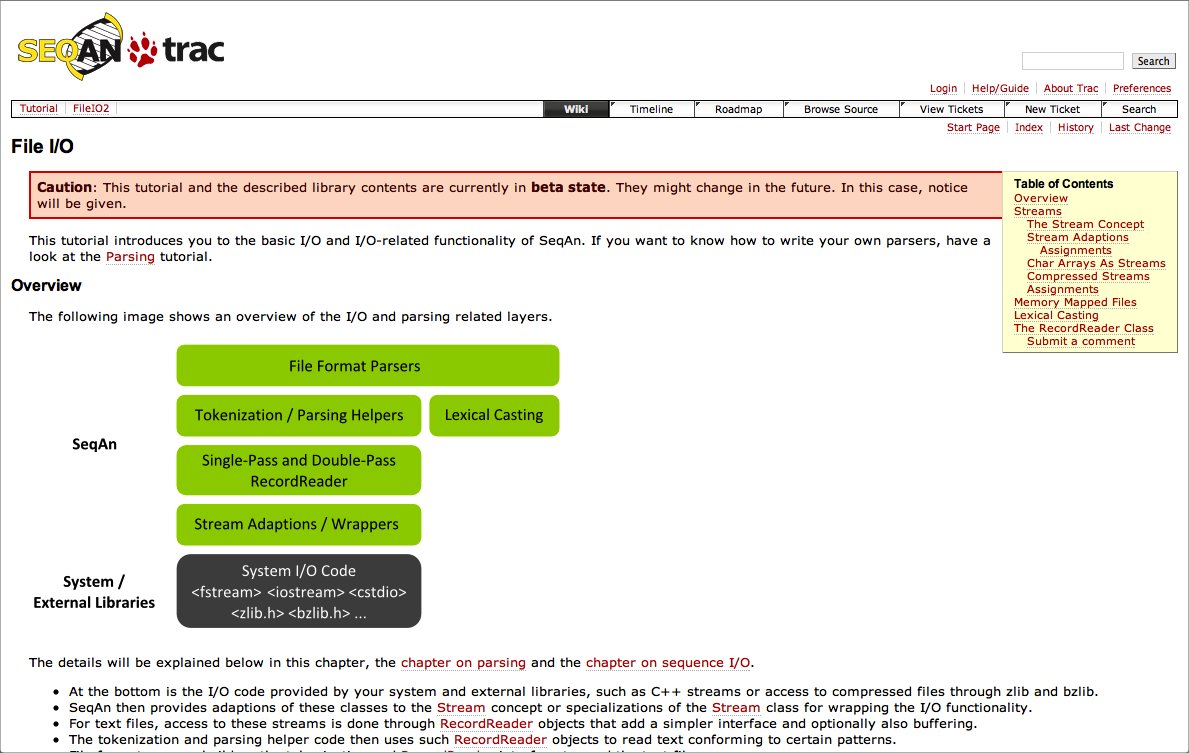 SEQAN trac
Search
Login Help/Guide About Trac Preferences
Tutorial FileIO2 Wiki Timeline Roadmap Browse Source View Tickets New Ticket Search
Start Page Index History Last Change
File I/O
Caution: This tutorial and the described library contents are currently in beta state. They might change in the future. In this case, notice
will be given.
Table of Contents
Overview
Streams
The Stream Concept
Stream Adaptions
Assignments
Char Arrays As Streams
Compressed Streams
Assignments
Memory Mapped Files
Lexical Casting
The RecordReader Class
Submit a comment
This tutorial introduces you to the basic I/O and I/O-related functionality of SeqAn. If you want to know how to write your own parsers, have a
look at the Parsing tutorial.
Overview
The following image shows an overview of the I/O and parsing related layers.
File Format Parsers
Tokenization / Parsing Helpers Lexical Casting
SeqAn
Single-Pass and Double-Pass
RecordReader
Stream Adaptions / Wrappers
System /
External Libraries
System I/O Code
<fstream> <iostream> <cstdio>
<zlib.h> <bzlib.h> ...
The details will be explained below in this chapter, the chapter on parsing and the chapter on sequence I/O.
• At the bottom is the I/O code provided by your system and external libraries, such as C++ streams or access to compressed files through zlib and bzlib.
• SeqAn then provides adaptions of these classes to the Stream concept or specializations of the Stream class for wrapping the I/O functionality.
• For text files, access to these streams is done through RecordReader objects that add a simpler interface and optionally also buffering.
• The tokenization and parsing helper code then uses such RecordReader objects to read text conforming to certain patterns.